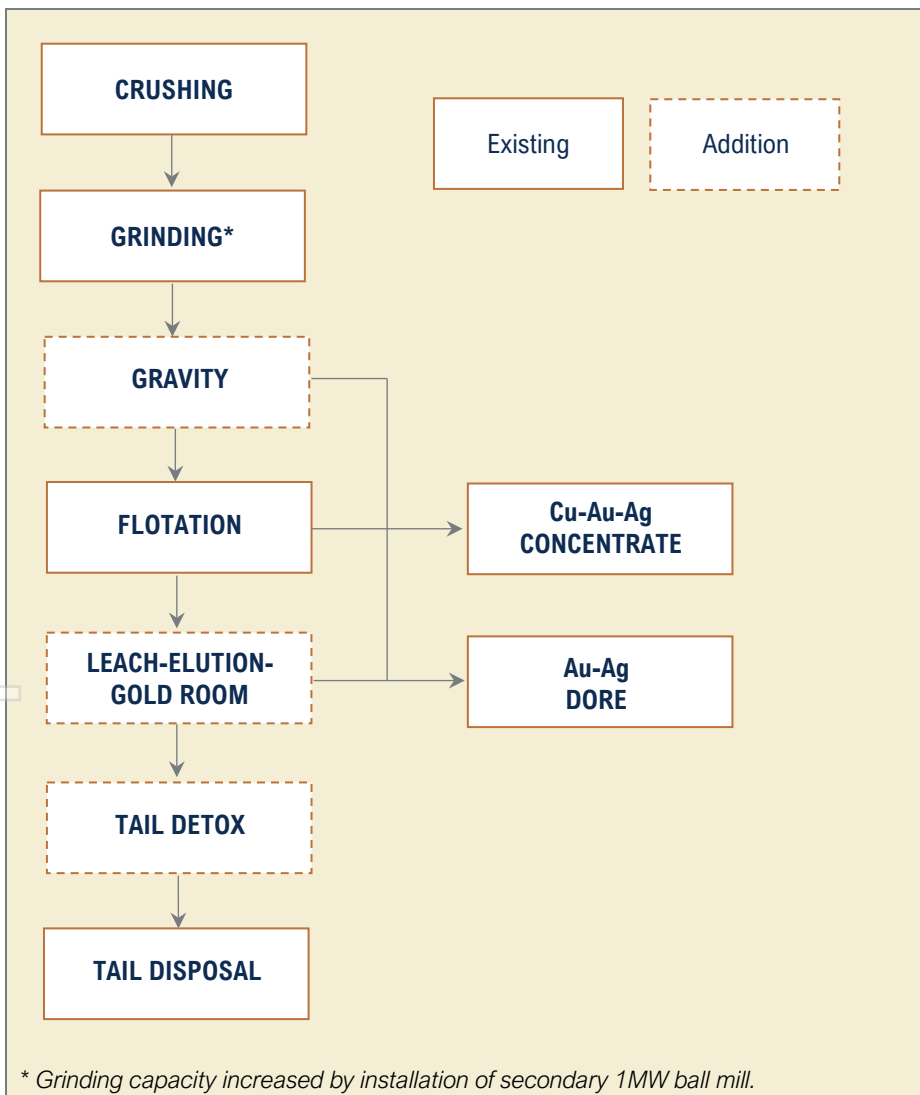 CRUSHING
Existing
Addition
GRINDING*
GRAVITY
FLOTATION
Cu-Au-Ag
CONCENTRATE
LEACH-ELUTION-
GOLD ROOM
Au-Ag
DORE
TAIL DETOX
TAIL DISPOSAL
* Grinding capacity increased by installation of secondary 1MW ball mill.